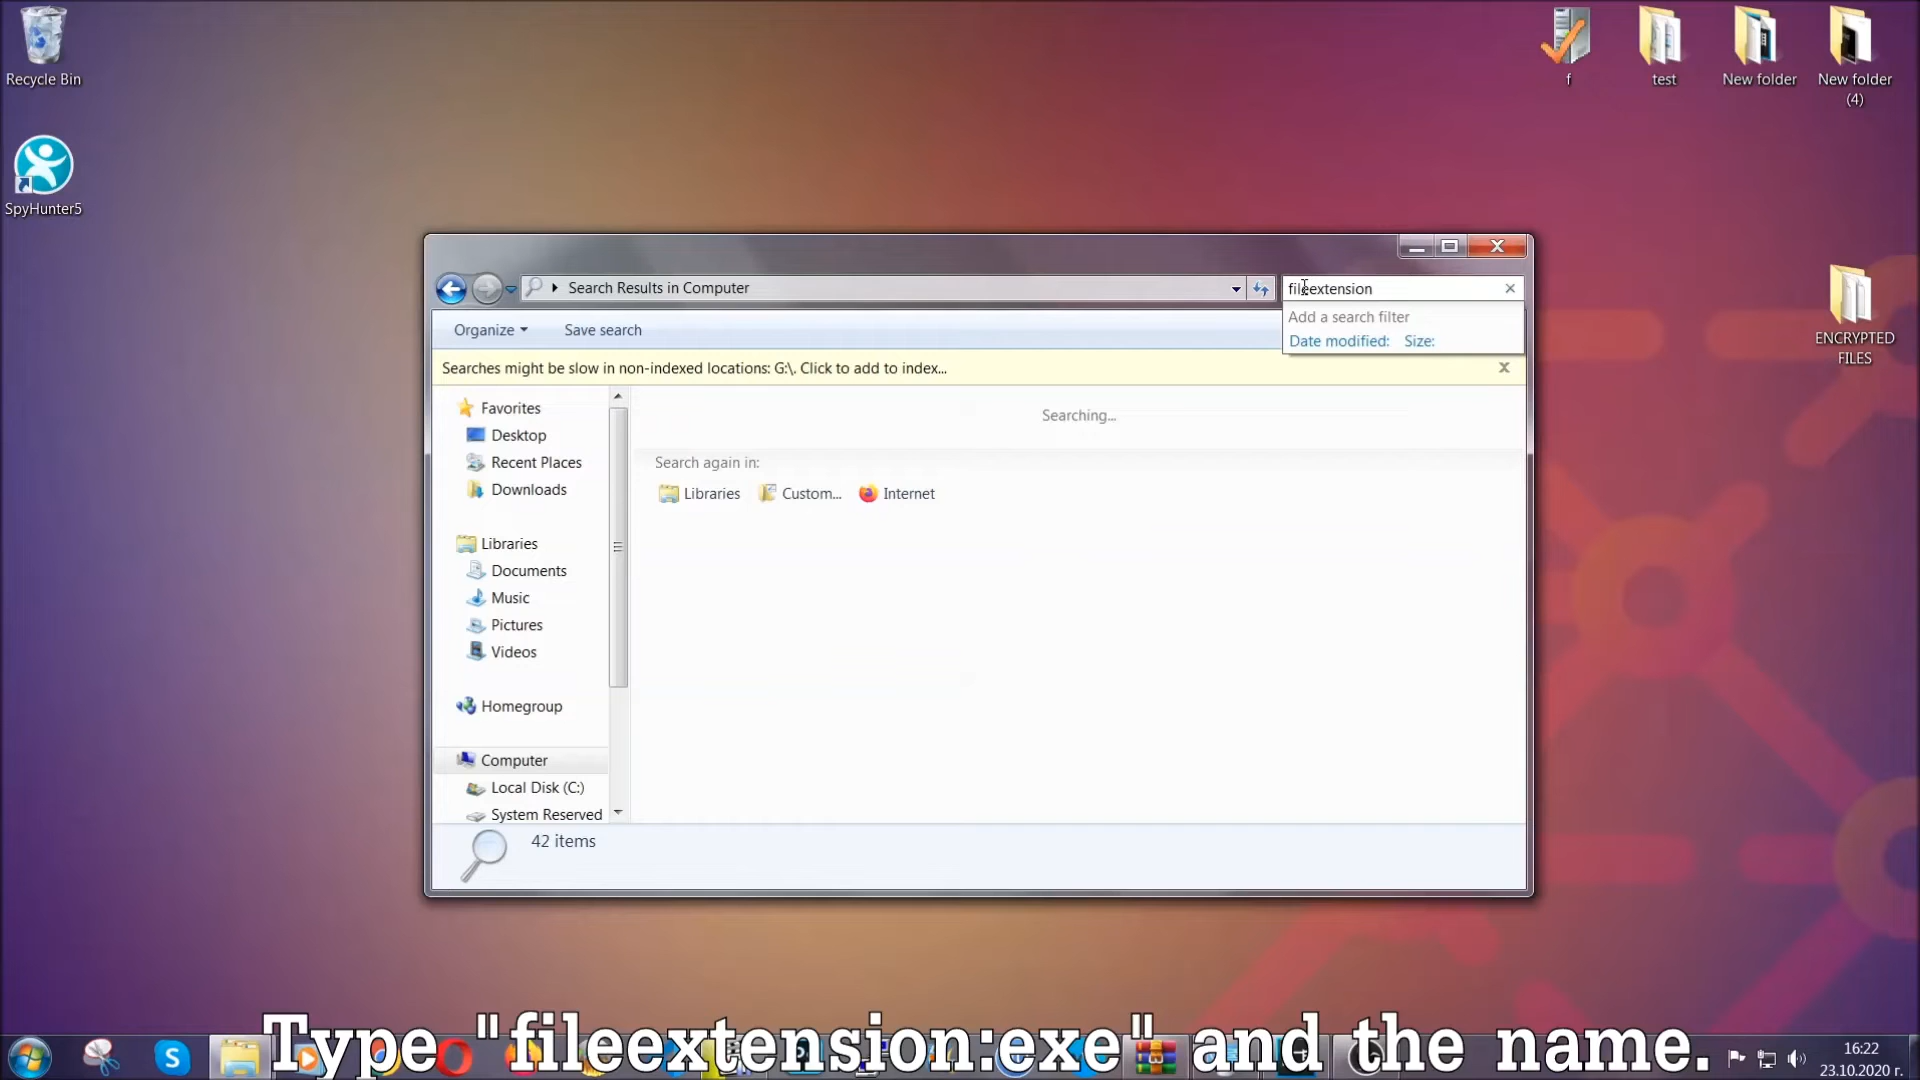 Recycle Bin
f
test
New folder
New folder
(4)
SpyHunter5
Search Results in Computer
fileextension
Add a search filter
Date modified: Size:
Organize
Save search
Searches might be slow in non-indexed locations: G:\. Click to add to index...
Favorites
Desktop
Recent Places
Downloads
Libraries
Documents
Music
Pictures
Videos
Homegroup
Computer
Local Disk (C:)
System Reserved
Searching...
Search again in:
Libraries
Custom...
Internet
42 items
ENCRYPTED
FILES
Type "fileextension:exe" and the name.
16:22
23.10.2020 г.